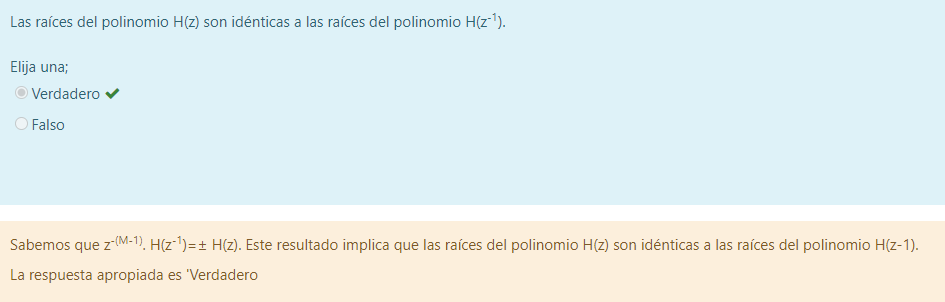 Las raíces del polinomio H(z) son idénticas a las raíces del polinomio H(z⁻¹).
Elija una;
Verdadero ✔
Falso
Sabemos que z⁻⁽ᴹ⁻¹⁾. H(z⁻¹)=± H(z). Este resultado implica que las raíces del polinomio H(z) son idénticas a las raíces del polinomio H(z-1).
La respuesta apropiada es 'Verdadero